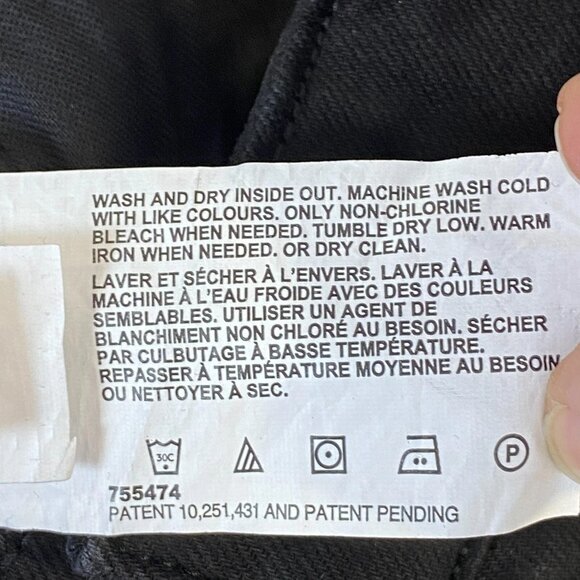 WASH AND DRY INSIDE OUT. MACHINE WASH COLD
WITH LIKE COLOURS. ONLY NON-CHLORINE
BLEACH WHEN NEEDED. TUMBLE DRY LOW. WARM
IRON WHEN NEEDED. OR DRY CLEAN.
LAVER ET SÉCHER À L'ENVERS. LAVER À LA
MACHINE À L'EAU FROIDE AVEC DES COULEURS
SEMBLABLES. UTILISER UN AGENT DE
BLANCHIMENT NON CHLORÉ AU BESOIN. SÉCHER
PAR CULBUTAGE À BASSE TEMPÉRATURE.
REPASSER À TEMPÉRATURE MOYENNE AU BESOIN
OU NETTOYER À SEC.
30C P
755474
PATENT 10,251,431 AND PATENT PENDING